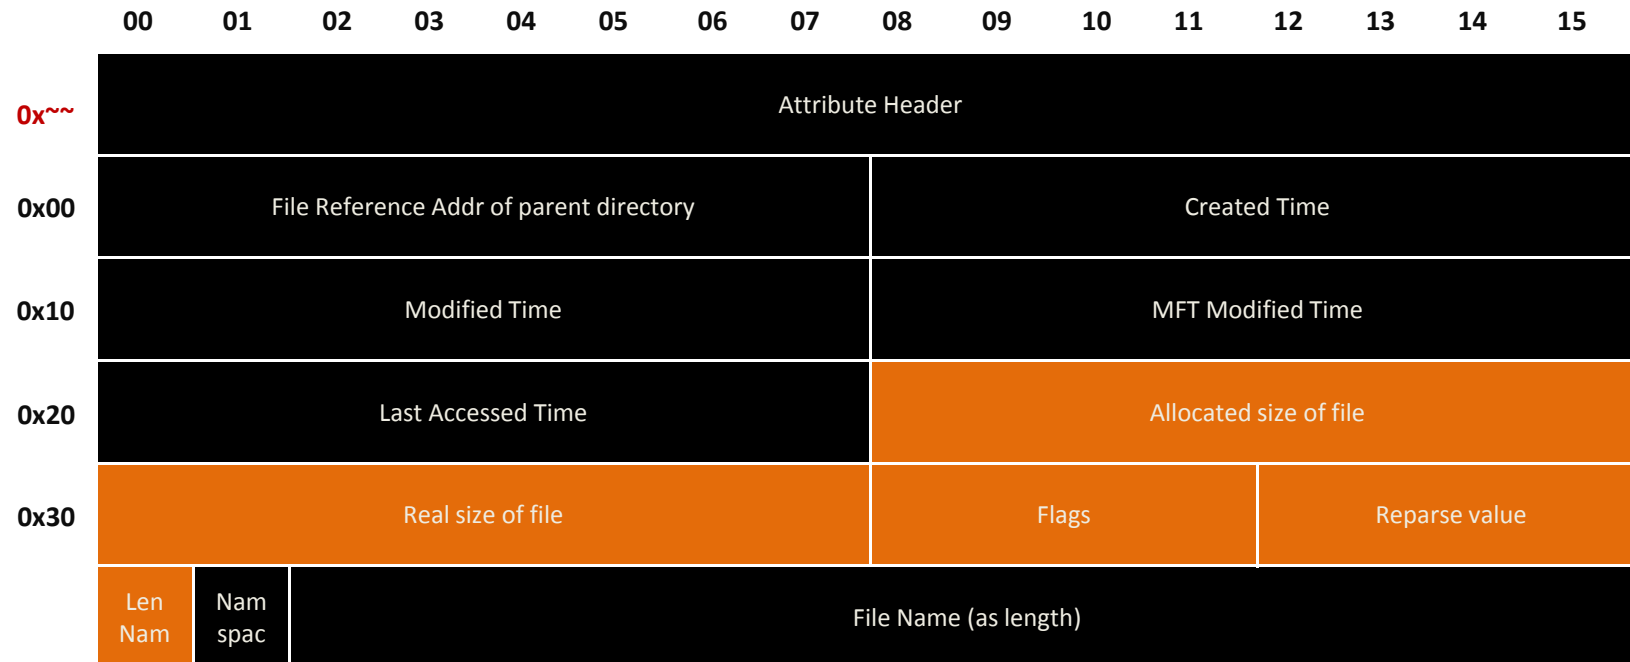 00 01 02 03 04 05 06 07 08 09 10 11 12 13 14 15
0x~~ Attribute Header
0x00 File Reference Addr of parent directory Created Time
0x10 Modified Time MFT Modified Time
0x20 Last Accessed Time Allocated size of file
0x30 Real size of file Flags Reparse value
Len
Nam
Nam
spac
File Name (as length)